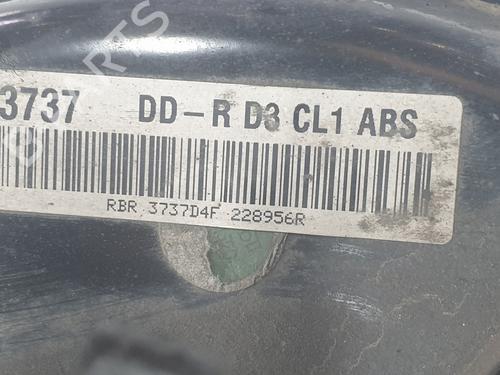 3737 DD-R D3 CL1 ABS
RBR 3737D4F 228956R